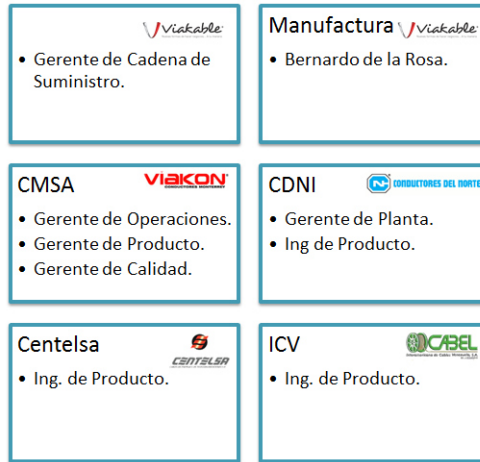 Viakable
• Gerente de Cadena de
Suministro.
Manufactura Viakable
• Bernardo de la Rosa.
CMSA VIAKON
CONDUCTORES MONTERREY
• Gerente de Operaciones.
• Gerente de Producto.
• Gerente de Calidad.
CDNI CONDUCTORES DEL NORTE
• Gerente de Planta.
• Ing de Producto.
Centelsa
CENTELSA
• Ing. de Producto.
ICV CABEL
• Ing. de Producto.